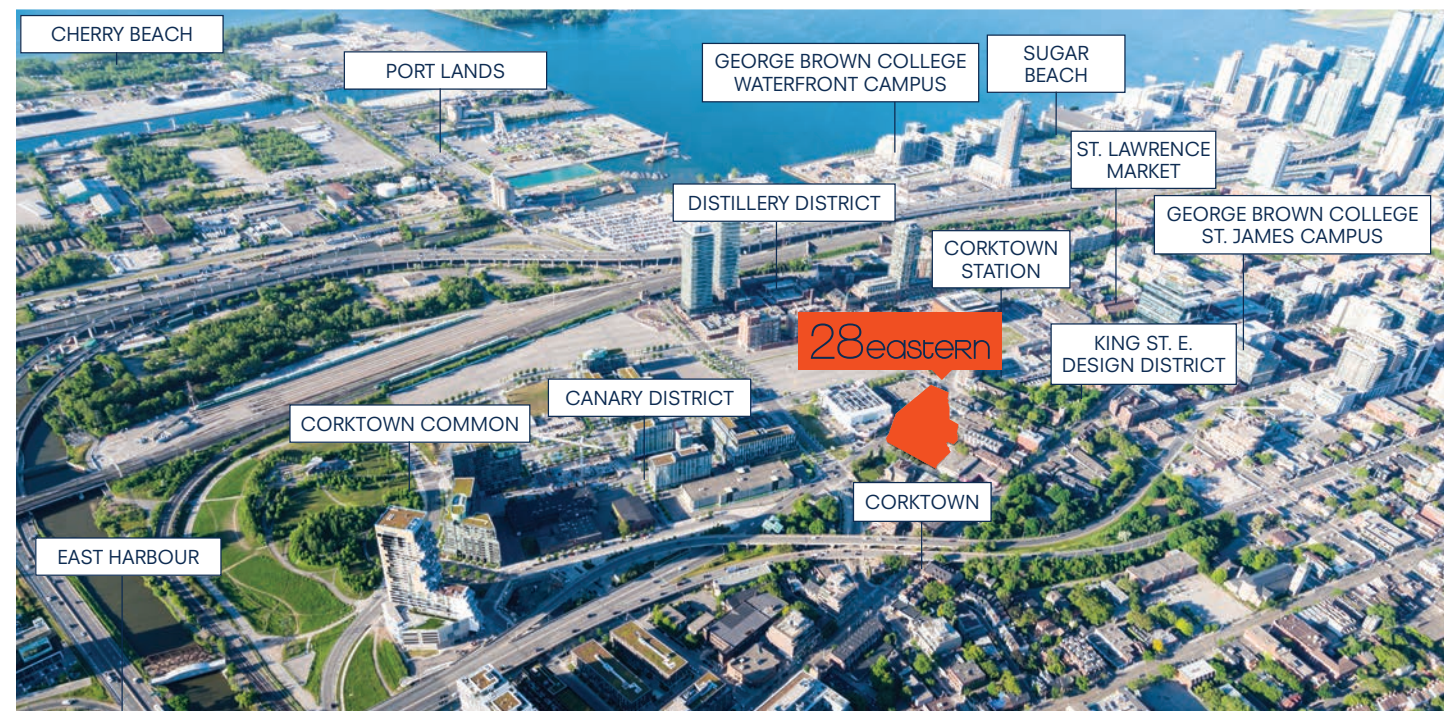 CHERRY BEACH
PORT LANDS
GEORGE BROWN COLLEGE
WATERFRONT CAMPUS
SUGAR
BEACH
ST. LAWRENCE
MARKET
DISTILLERY DISTRICT
GEORGE BROWN COLLEGE
ST. JAMES CAMPUS
CORKTOWN
STATION
28eastern
KING ST. E.
DESIGN DISTRICT
CANARY DISTRICT
CORKTOWN COMMON
CORKTOWN
EAST HARBOUR